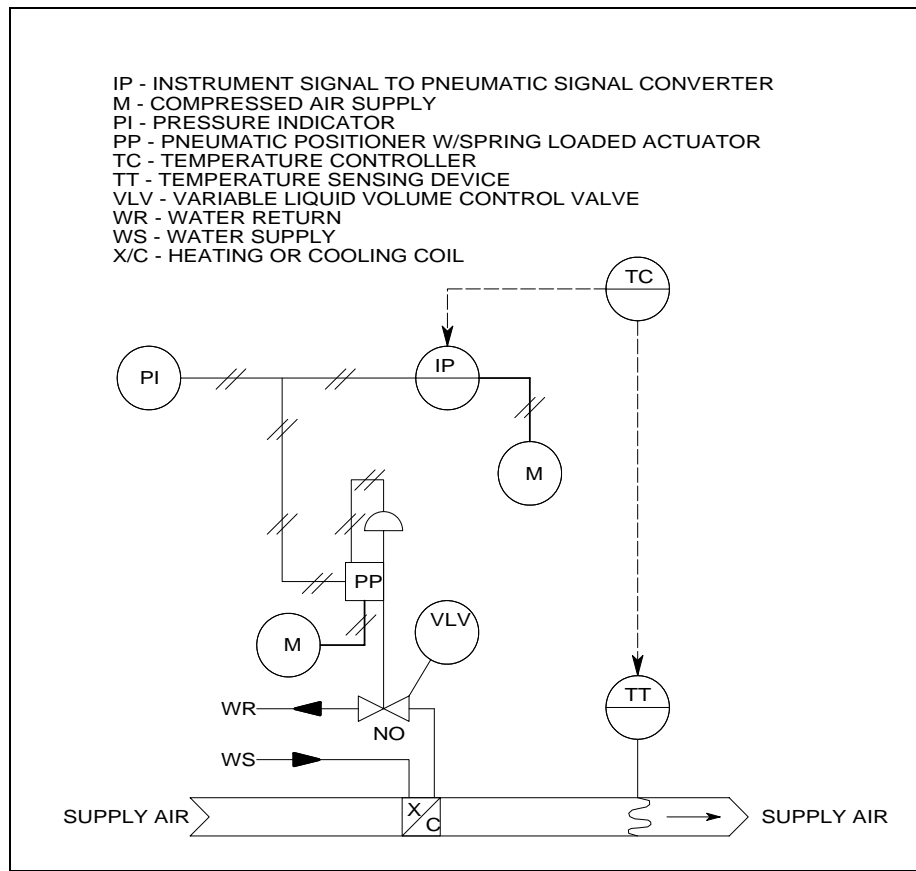 IP - INSTRUMENT SIGNAL TO PNEUMATIC SIGNAL CONVERTER
M - COMPRESSED AIR SUPPLY
PI - PRESSURE INDICATOR
PP - PNEUMATIC POSITIONER W/SPRING LOADED ACTUATOR
TC - TEMPERATURE CONTROLLER
TT - TEMPERATURE SENSING DEVICE
VLV - VARIABLE LIQUID VOLUME CONTROL VALVE
WR - WATER RETURN
WS - WATER SUPPLY
X/C - HEATING OR COOLING COIL
TC
IP
PI
M
PP
VLV
M
TT
WR
NO
WS
X
C
SUPPLY AIR
SUPPLY AIR